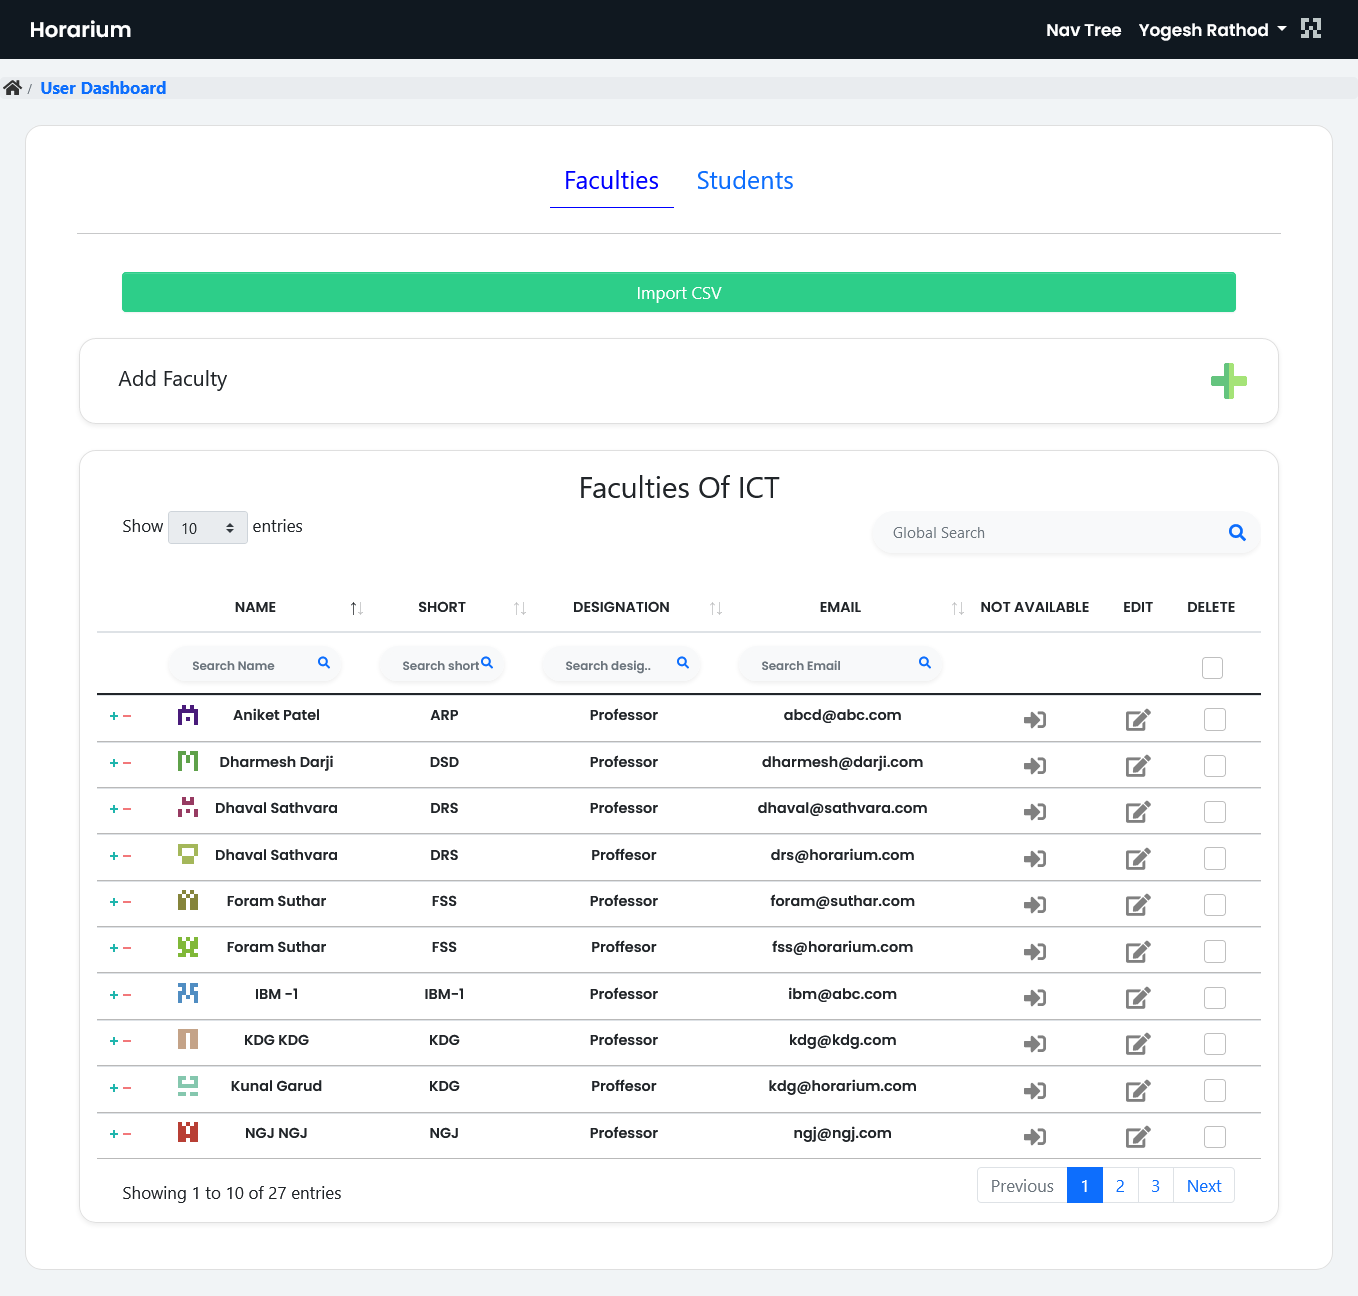 Horarium
Nav Tree Yogesh Rathod
/ User Dashboard
Faculties Students
Import CSV
Add Faculty
Faculties Of ICT
Show 10 entries
Global Search
NAME SHORT DESIGNATION EMAIL NOT AVAILABLE EDIT DELETE
Search Name Search short Search desig.. Search Email
Aniket Patel ARP Professor abcd@abc.com
Dharmesh Darji DSD Professor dharmesh@darji.com
Dhaval Sathvara DRS Professor dhaval@sathvara.com
Dhaval Sathvara DRS Proffesor drs@horarium.com
Foram Suthar FSS Professor foram@suthar.com
Foram Suthar FSS Proffesor fss@horarium.com
IBM -1 IBM-1 Professor ibm@abc.com
KDG KDG KDG Professor kdg@kdg.com
Kunal Garud KDG Proffesor kdg@horarium.com
NGJ NGJ NGJ Professor ngj@ngj.com
Showing 1 to 10 of 27 entries
Previous 1 2 3 Next